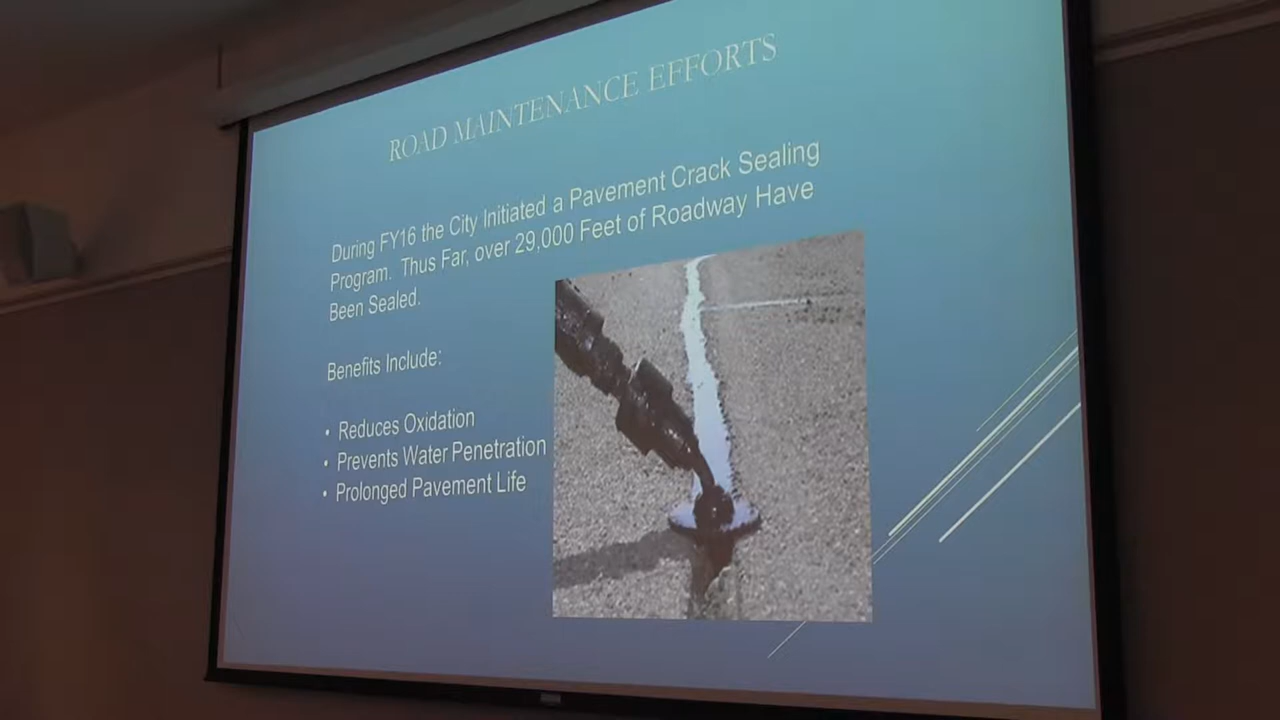 ROAD MAINTENANCE EFFORTS
During FY16 the City Initiated a Pavement Crack Sealing
Program. Thus Far, over 29,000 Feet of Roadway Have
Been Sealed.
Benefits Include:
• Reduces Oxidation
• Prevents Water Penetration
• Prolonged Pavement Life